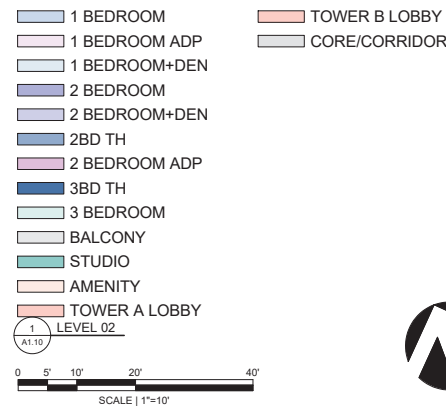 1 BEDROOM
1 BEDROOM ADP
1 BEDROOM+DEN
2 BEDROOM
2 BEDROOM+DEN
2BD TH
2 BEDROOM ADP
3BD TH
3 BEDROOM
BALCONY
STUDIO
AMENITY
TOWER A LOBBY
TOWER B LOBBY
CORE/CORRIDOR
1 LEVEL 02
A1.10
0 5' 10' 20' 40'
SCALE | 1"=10'